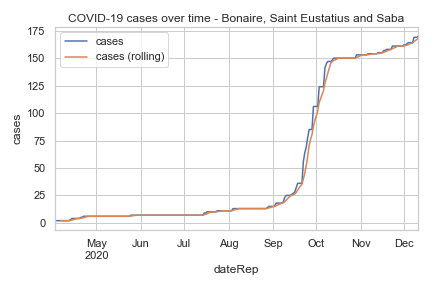 COVID-19 cases over time - Bonaire, Saint Eustatius and Saba
cases
cases (rolling)
175
150
125
100
75
50
25
0
cases
May Jun Jul Aug Sep Oct Nov Dec
2020
dateRep